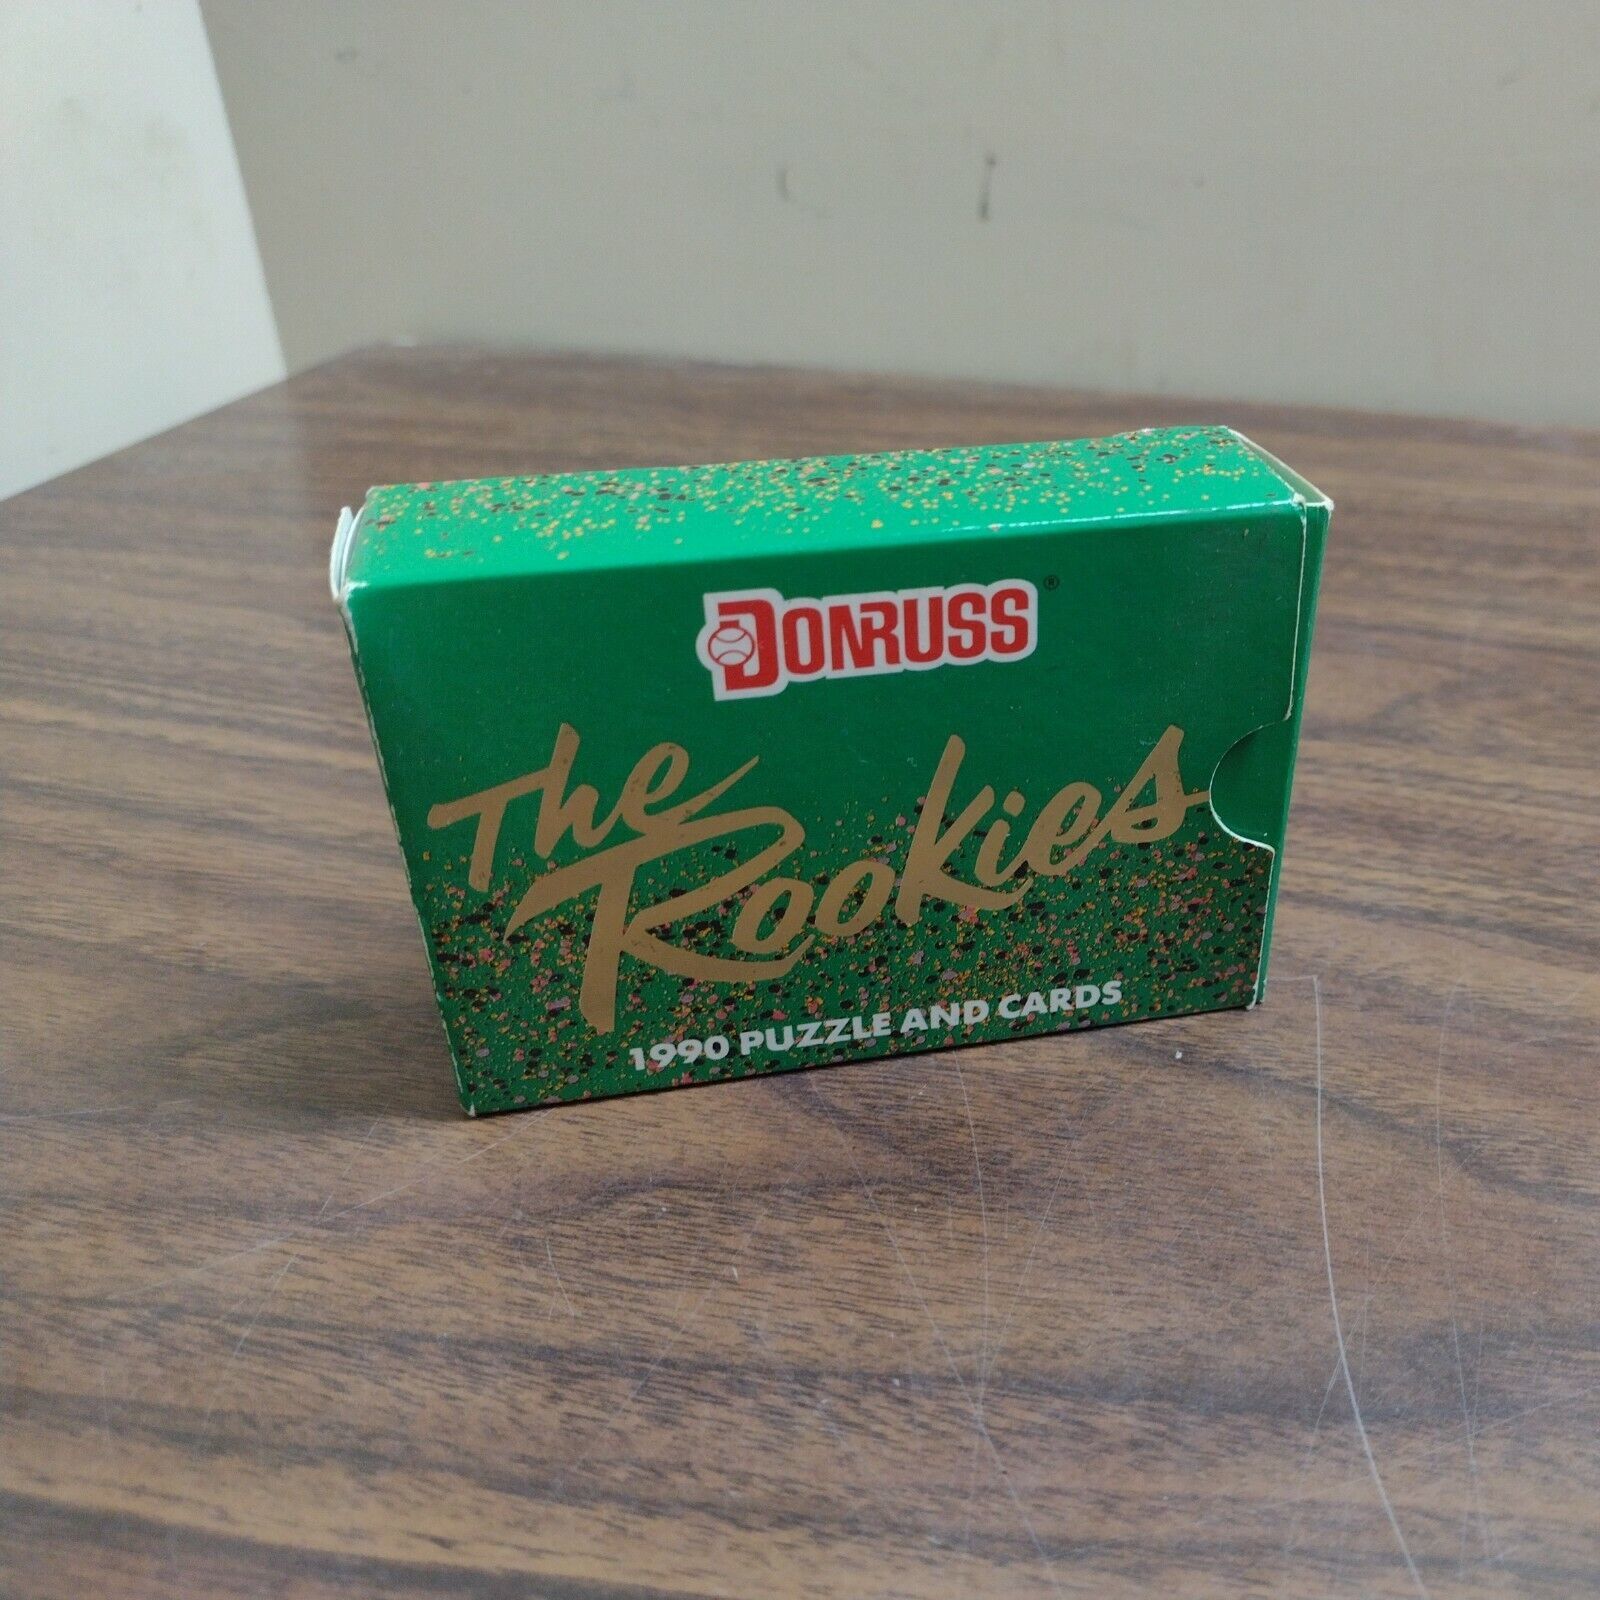 DONRUSS®
The
Rookies
1990 PUZZLE AND CARDS